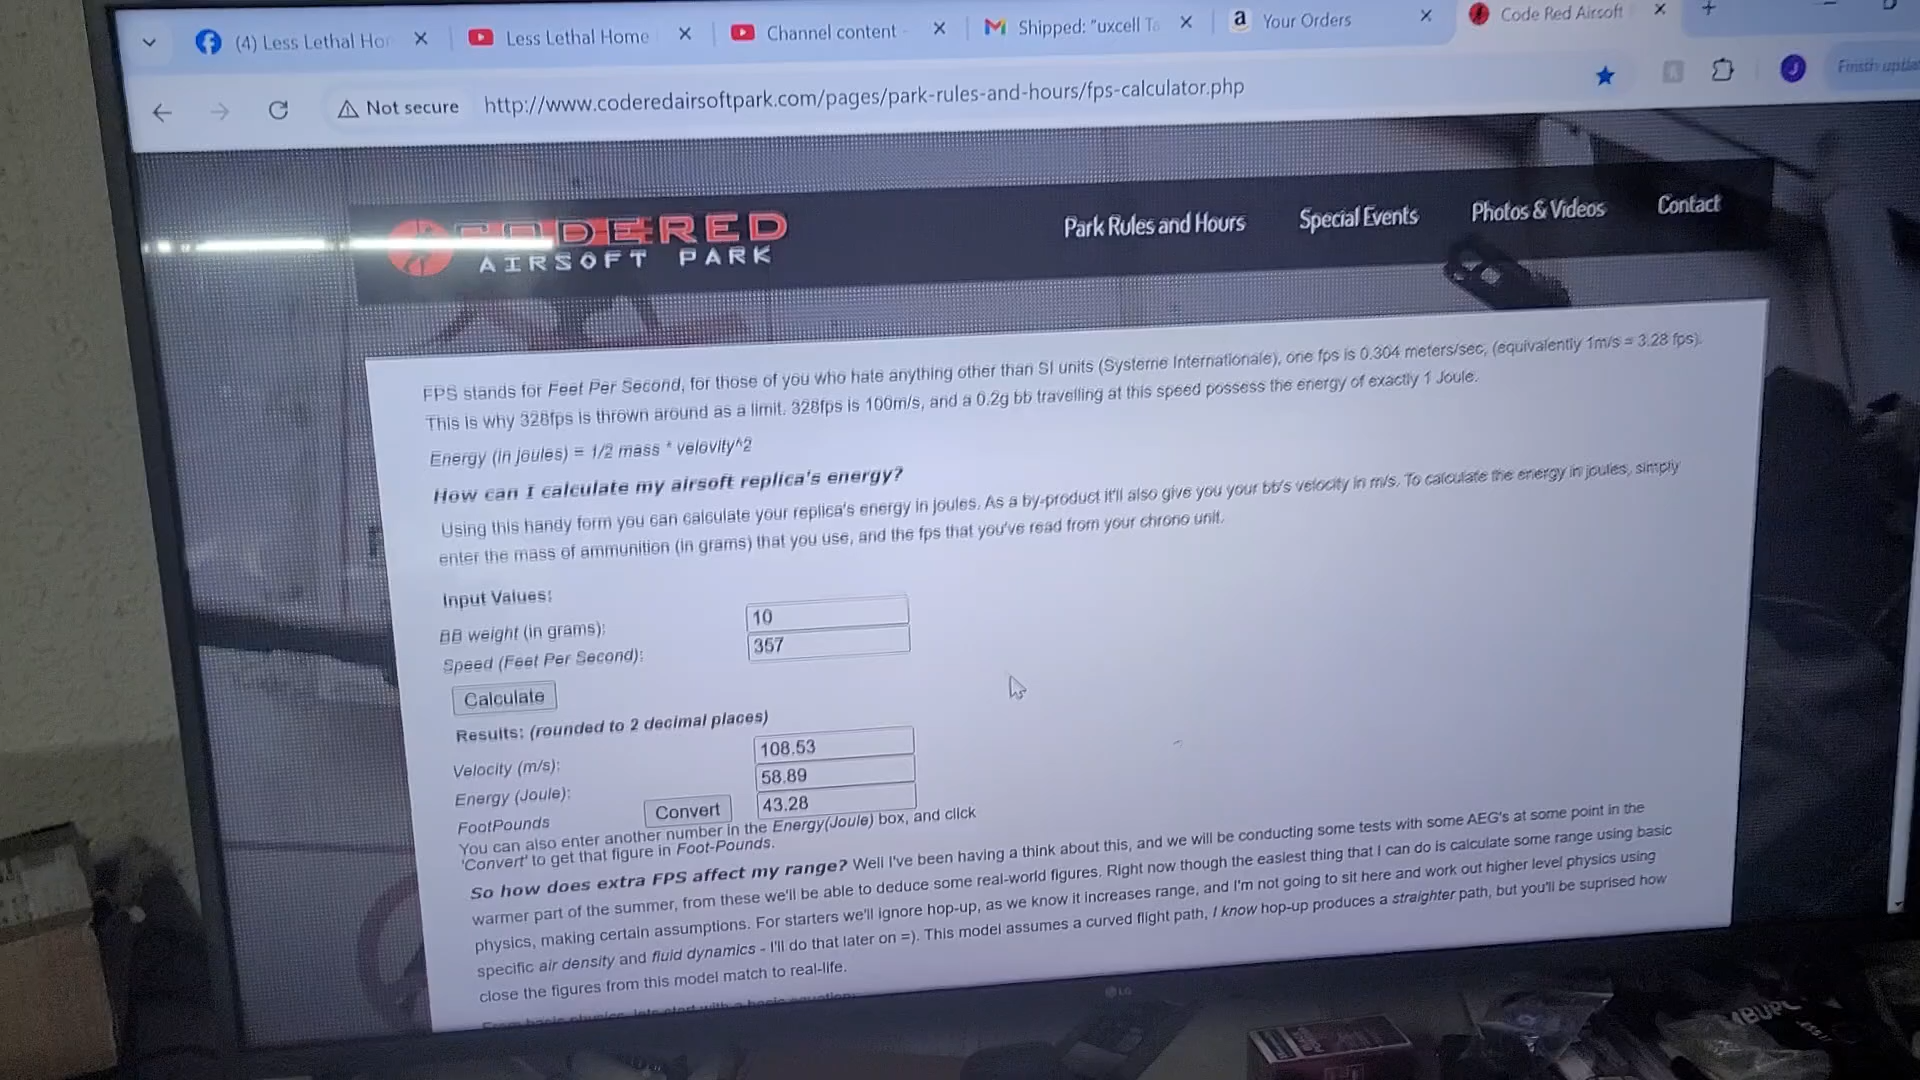 (4) Less Lethal Hor
Less Lethal Home
Channel content
Shipped: "uxcell Ta
Your Orders
Code Red Airsoft
Not secure
http://www.coderedairsoftpark.com/pages/park-rules-and-hours/fps-calculator.php
J
CODERED
AIRSOFT PARK
Park Rules and Hours
Special Events
Photos & Videos
Contact
FPS stands for Feet Per Second, for those of you who hate anything other than SI units (Systeme Internationale), one fps is 0.304 meters/sec, (equivalently 1m/s = 3.28 fps).
This is why 328fps is thrown around as a limit. 328fps is 100m/s, and a 0.2g bb travelling at this speed possess the energy of exactly 1 Joule.
Energy (in joules) = 1/2 mass * velovity^2
How can I calculate my airsoft replica's energy?
Using this handy form you can calculate your replica's energy in joules. As a by-product it'll also give you your bb's velocity in m/s. To calculate the energy in joules, simply
enter the mass of ammunition (in grams) that you use, and the fps that you've read from your chrono unit.
Input Values:
BB weight (in grams):
10
Speed (Feet Per Second):
357
Calculate
Results: (rounded to 2 decimal places)
Velocity (m/s):
108.53
Energy (Joule):
58.89
FootPounds
Convert
43.28
You can also enter another number in the Energy(Joule) box, and click
'Convert' to get that figure in Foot-Pounds.
So how does extra FPS affect my range? Well I've been having a think about this, and we will be conducting some tests with some AEG's at some point in the
warmer part of the summer, from these we'll be able to deduce some real-world figures. Right now though the easiest thing that I can do is calculate some range using basic
physics, making certain assumptions. For starters we'll ignore hop-up, as we know it increases range, and I'm not going to sit here and work out higher level physics using
specific air density and fluid dynamics - I'll do that later on =). This model assumes a curved flight path, I know hop-up produces a straighter path, but you'll be suprised how
close the figures from this model match to real-life.
LG